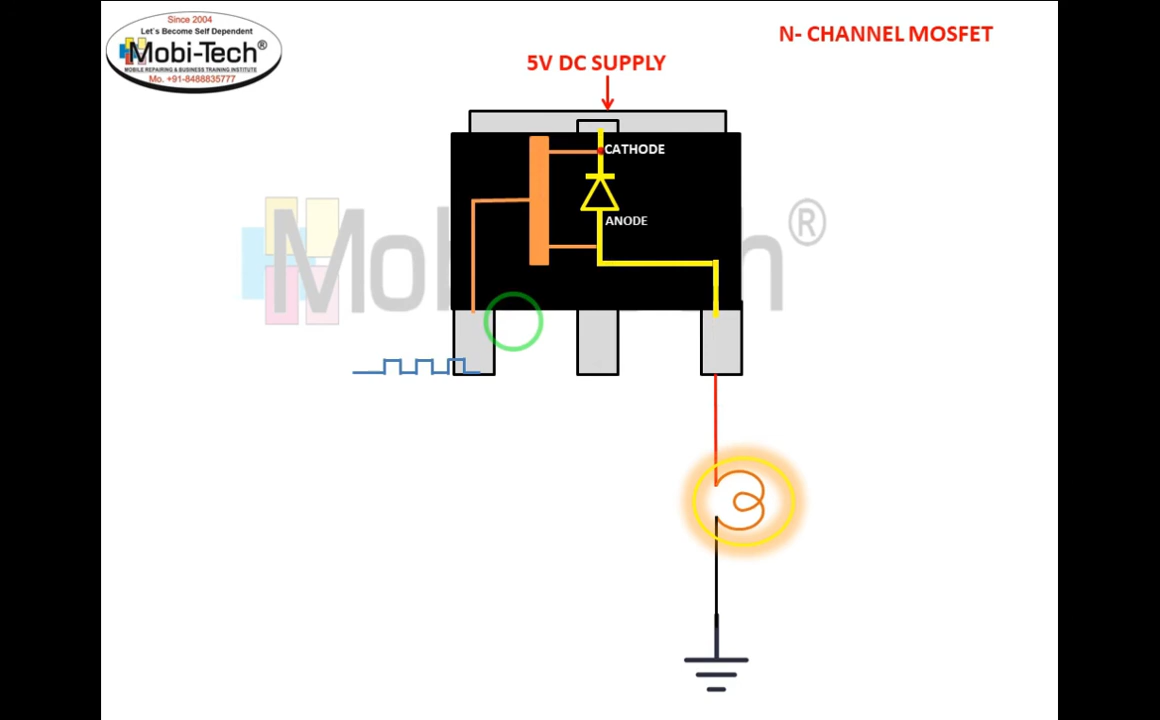 Since 2004
Let's Become Self Dependent
Mobi-Tech®
MOBILE REPAIRING & BUSINESS TRAINING INSTITUTE
Mo. +91-8488835777
N- CHANNEL MOSFET
5V DC SUPPLY
CATHODE
ANODE